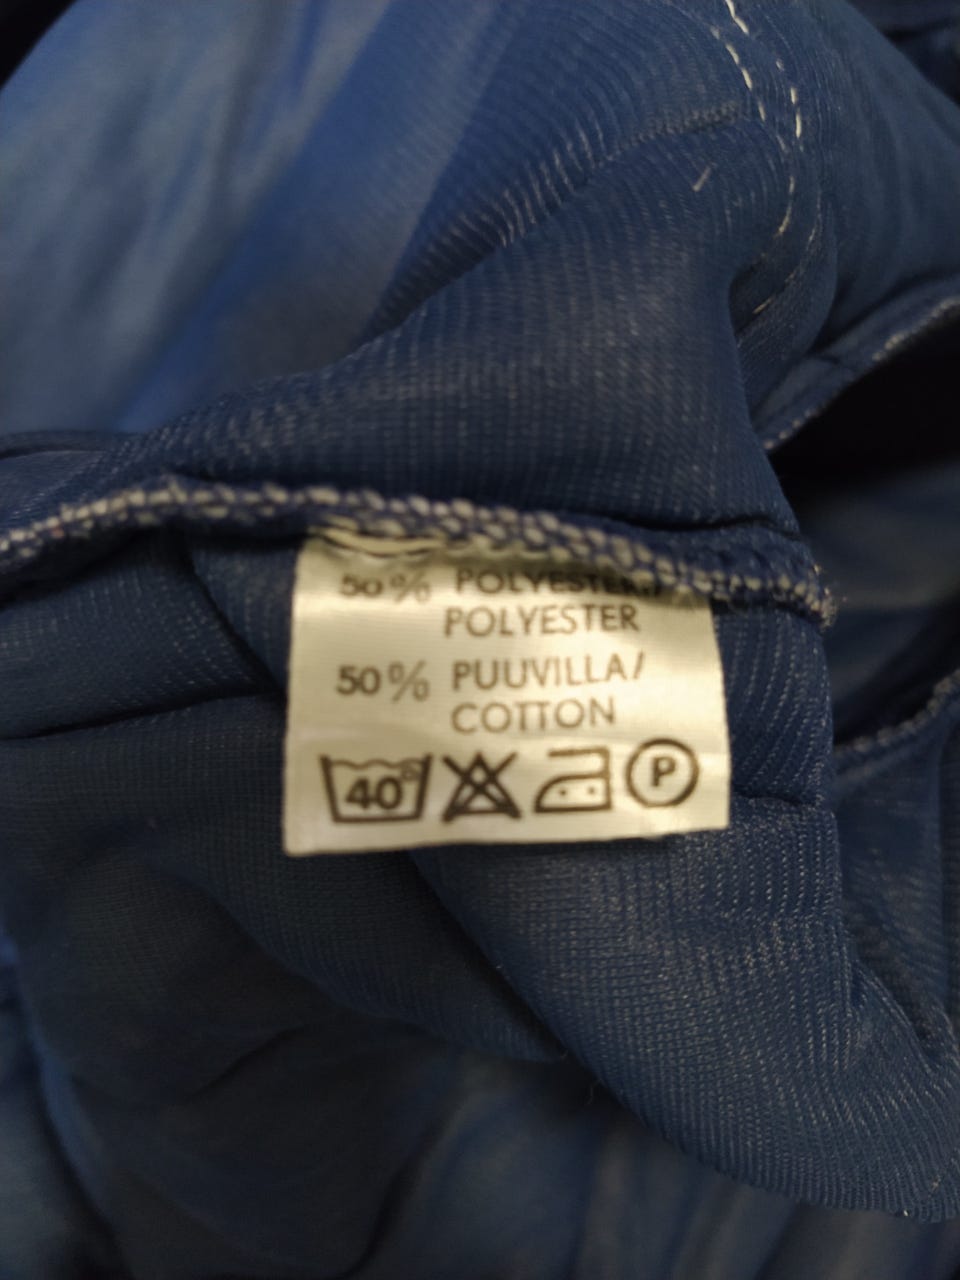 50% POLYESTERI/
POLYESTER
50% PUUVILLA/
COTTON
40° P